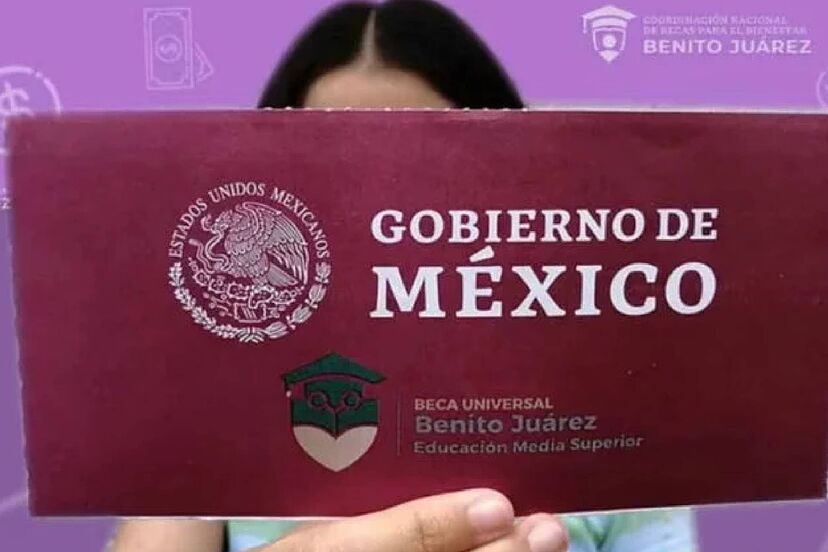 COORDINACIÓN NACIONAL
DE BECAS PARA EL BIENESTAR
BENITO JUÁREZ
ESTADOS UNIDOS MEXICANOS
GOBIERNO DE
MÉXICO
BECA UNIVERSAL
Benito Juárez
Educación Media Superior